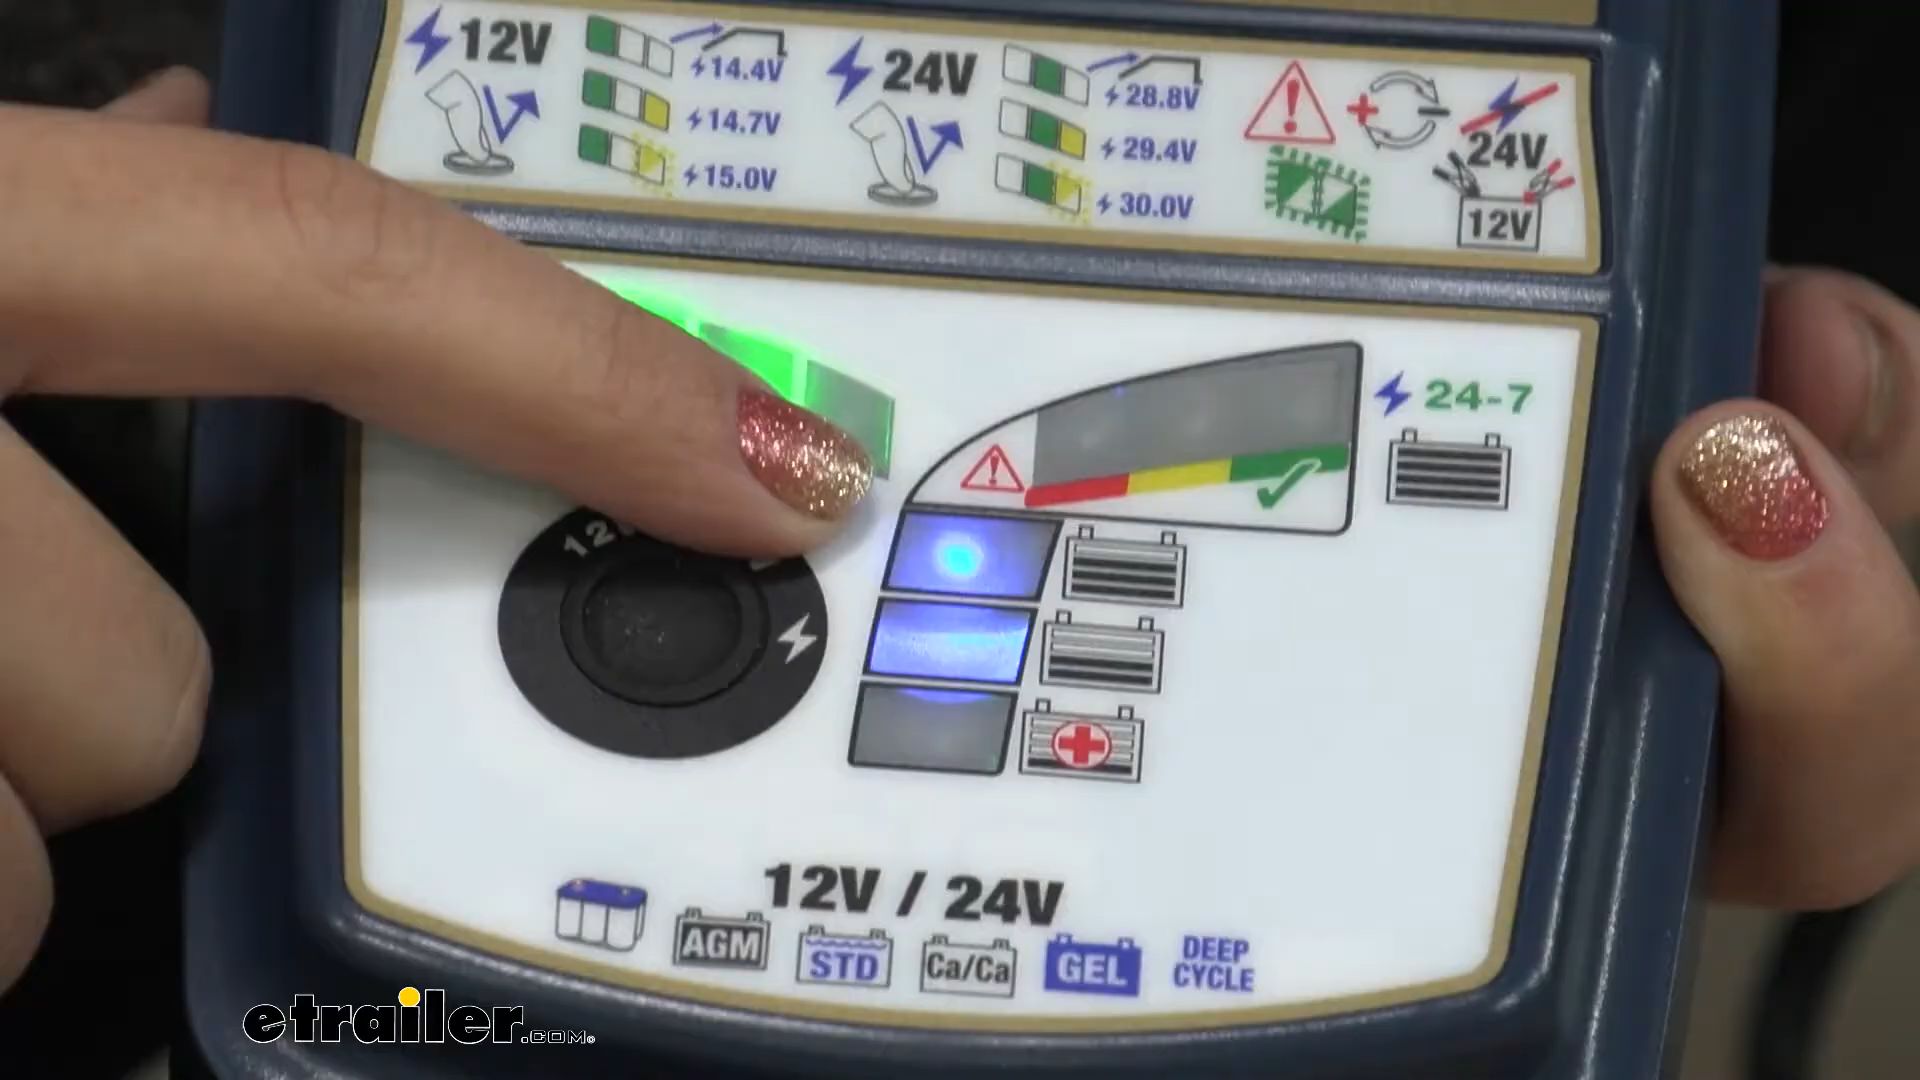 12V
14.4V
14.7V
15.0V
24V
28.8V
29.4V
30.0V
24V
12V
24-7
12V / 24V
AGM
STD
Ca/Ca
GEL
DEEP
CYCLE
etrailer.COM